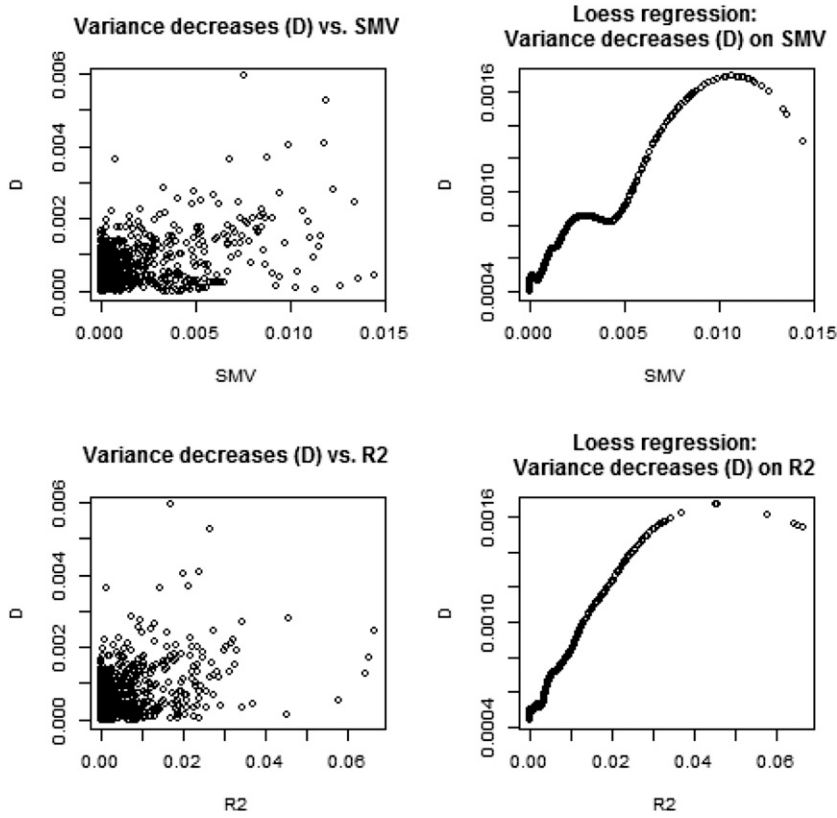 Variance decreases (D) vs. SMV
D
0.006
0.004
0.002
0.000
0.000 0.005 0.010 0.015
SMV
Loess regression:
Variance decreases (D) on SMV
D
0.0016
0.0010
0.0004
0.000 0.005 0.010 0.015
SMV
Variance decreases (D) vs. R2
D
0.006
0.004
0.002
0.000
0.00 0.02 0.04 0.06
R2
Loess regression:
Variance decreases (D) on R2
D
0.0016
0.0010
0.0004
0.00 0.02 0.04 0.06
R2